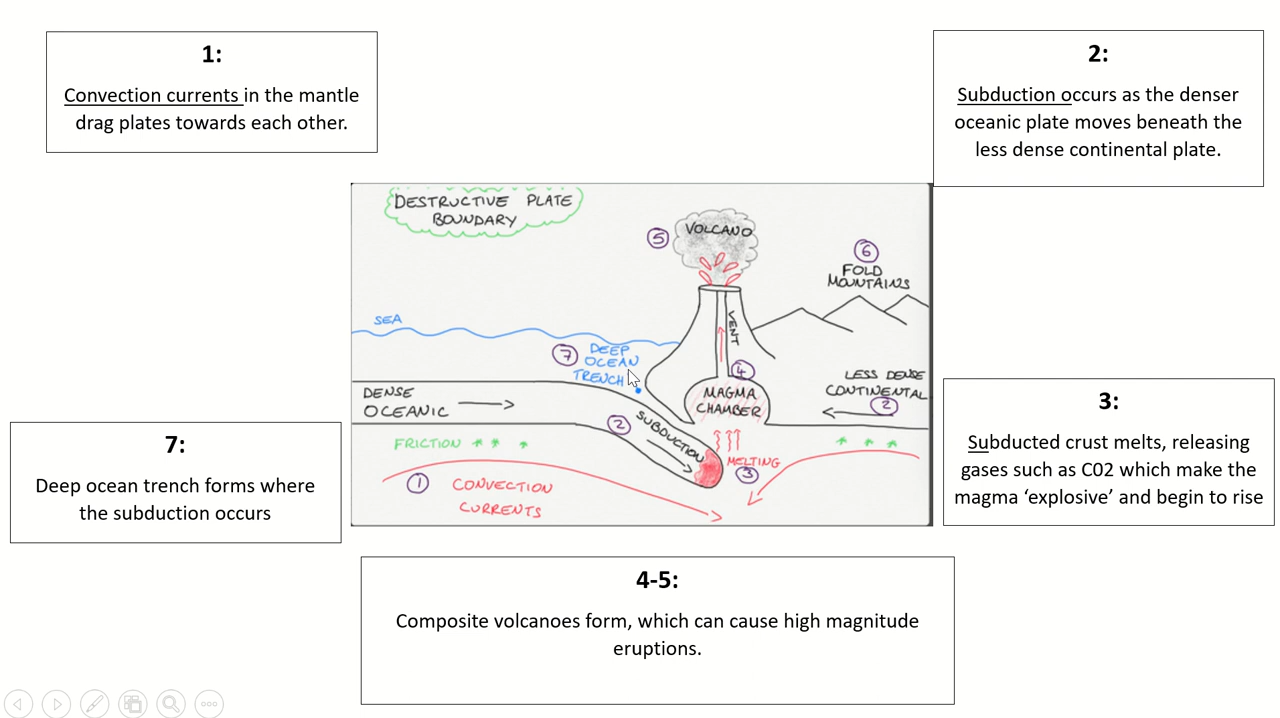 1:
Convection currents in the mantle
drag plates towards each other.
2:
Subduction occurs as the denser
oceanic plate moves beneath the
less dense continental plate.
DESTRUCTIVE PLATE
BOUNDARY
5
VOLCANO
6
FOLD
MOUNTAINS
SEA
VENT
7
DEEP
OCEAN
TRENCH
4
LESS DENSE
CONTINENTAL
2
DENSE
OCEANIC
MAGMA
CHAMBER
2
SUBDUCTION
FRICTION
MELTING
3
1
CONVECTION
CURRENTS
3:
Subducted crust melts, releasing
gases such as C02 which make the
magma ‘explosive’ and begin to rise
7:
Deep ocean trench forms where
the subduction occurs
4-5:
Composite volcanoes form, which can cause high magnitude
eruptions.